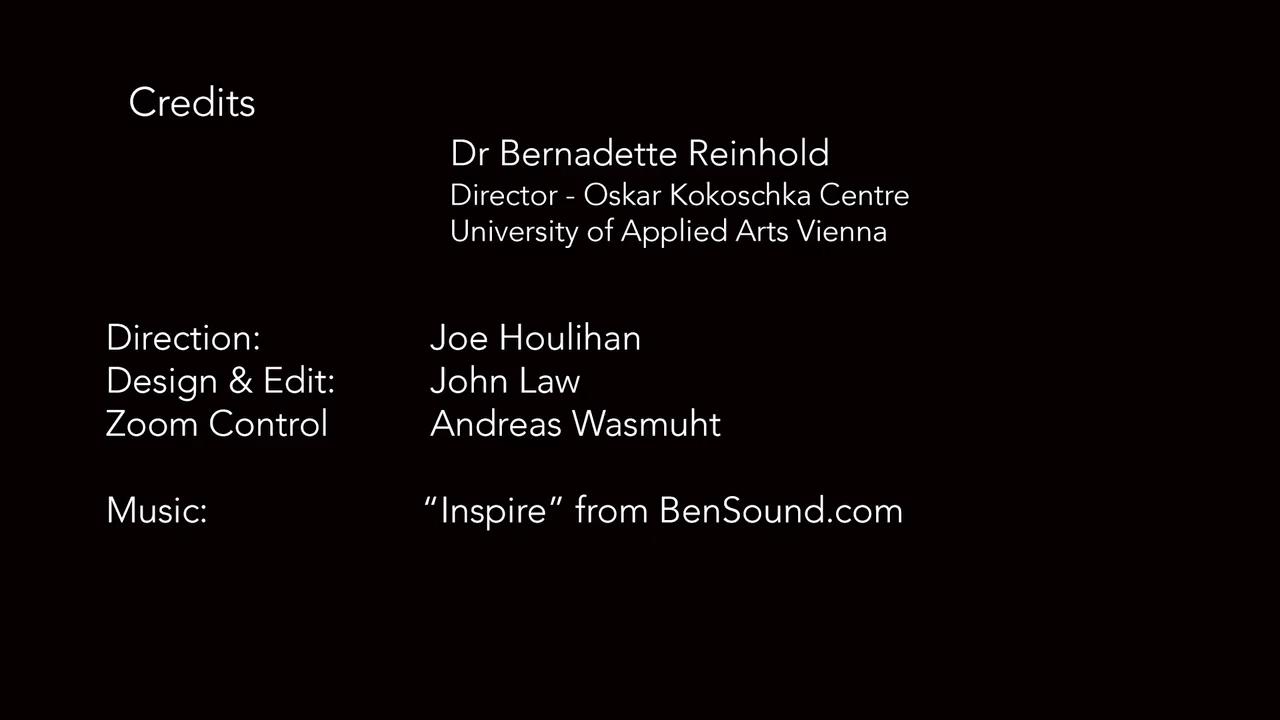 Credits
Dr Bernadette Reinhold
Director - Oskar Kokoschka Centre
University of Applied Arts Vienna
Direction: Joe Houlihan
Design & Edit: John Law
Zoom Control Andreas Wasmuht
Music: “Inspire” from BenSound.com